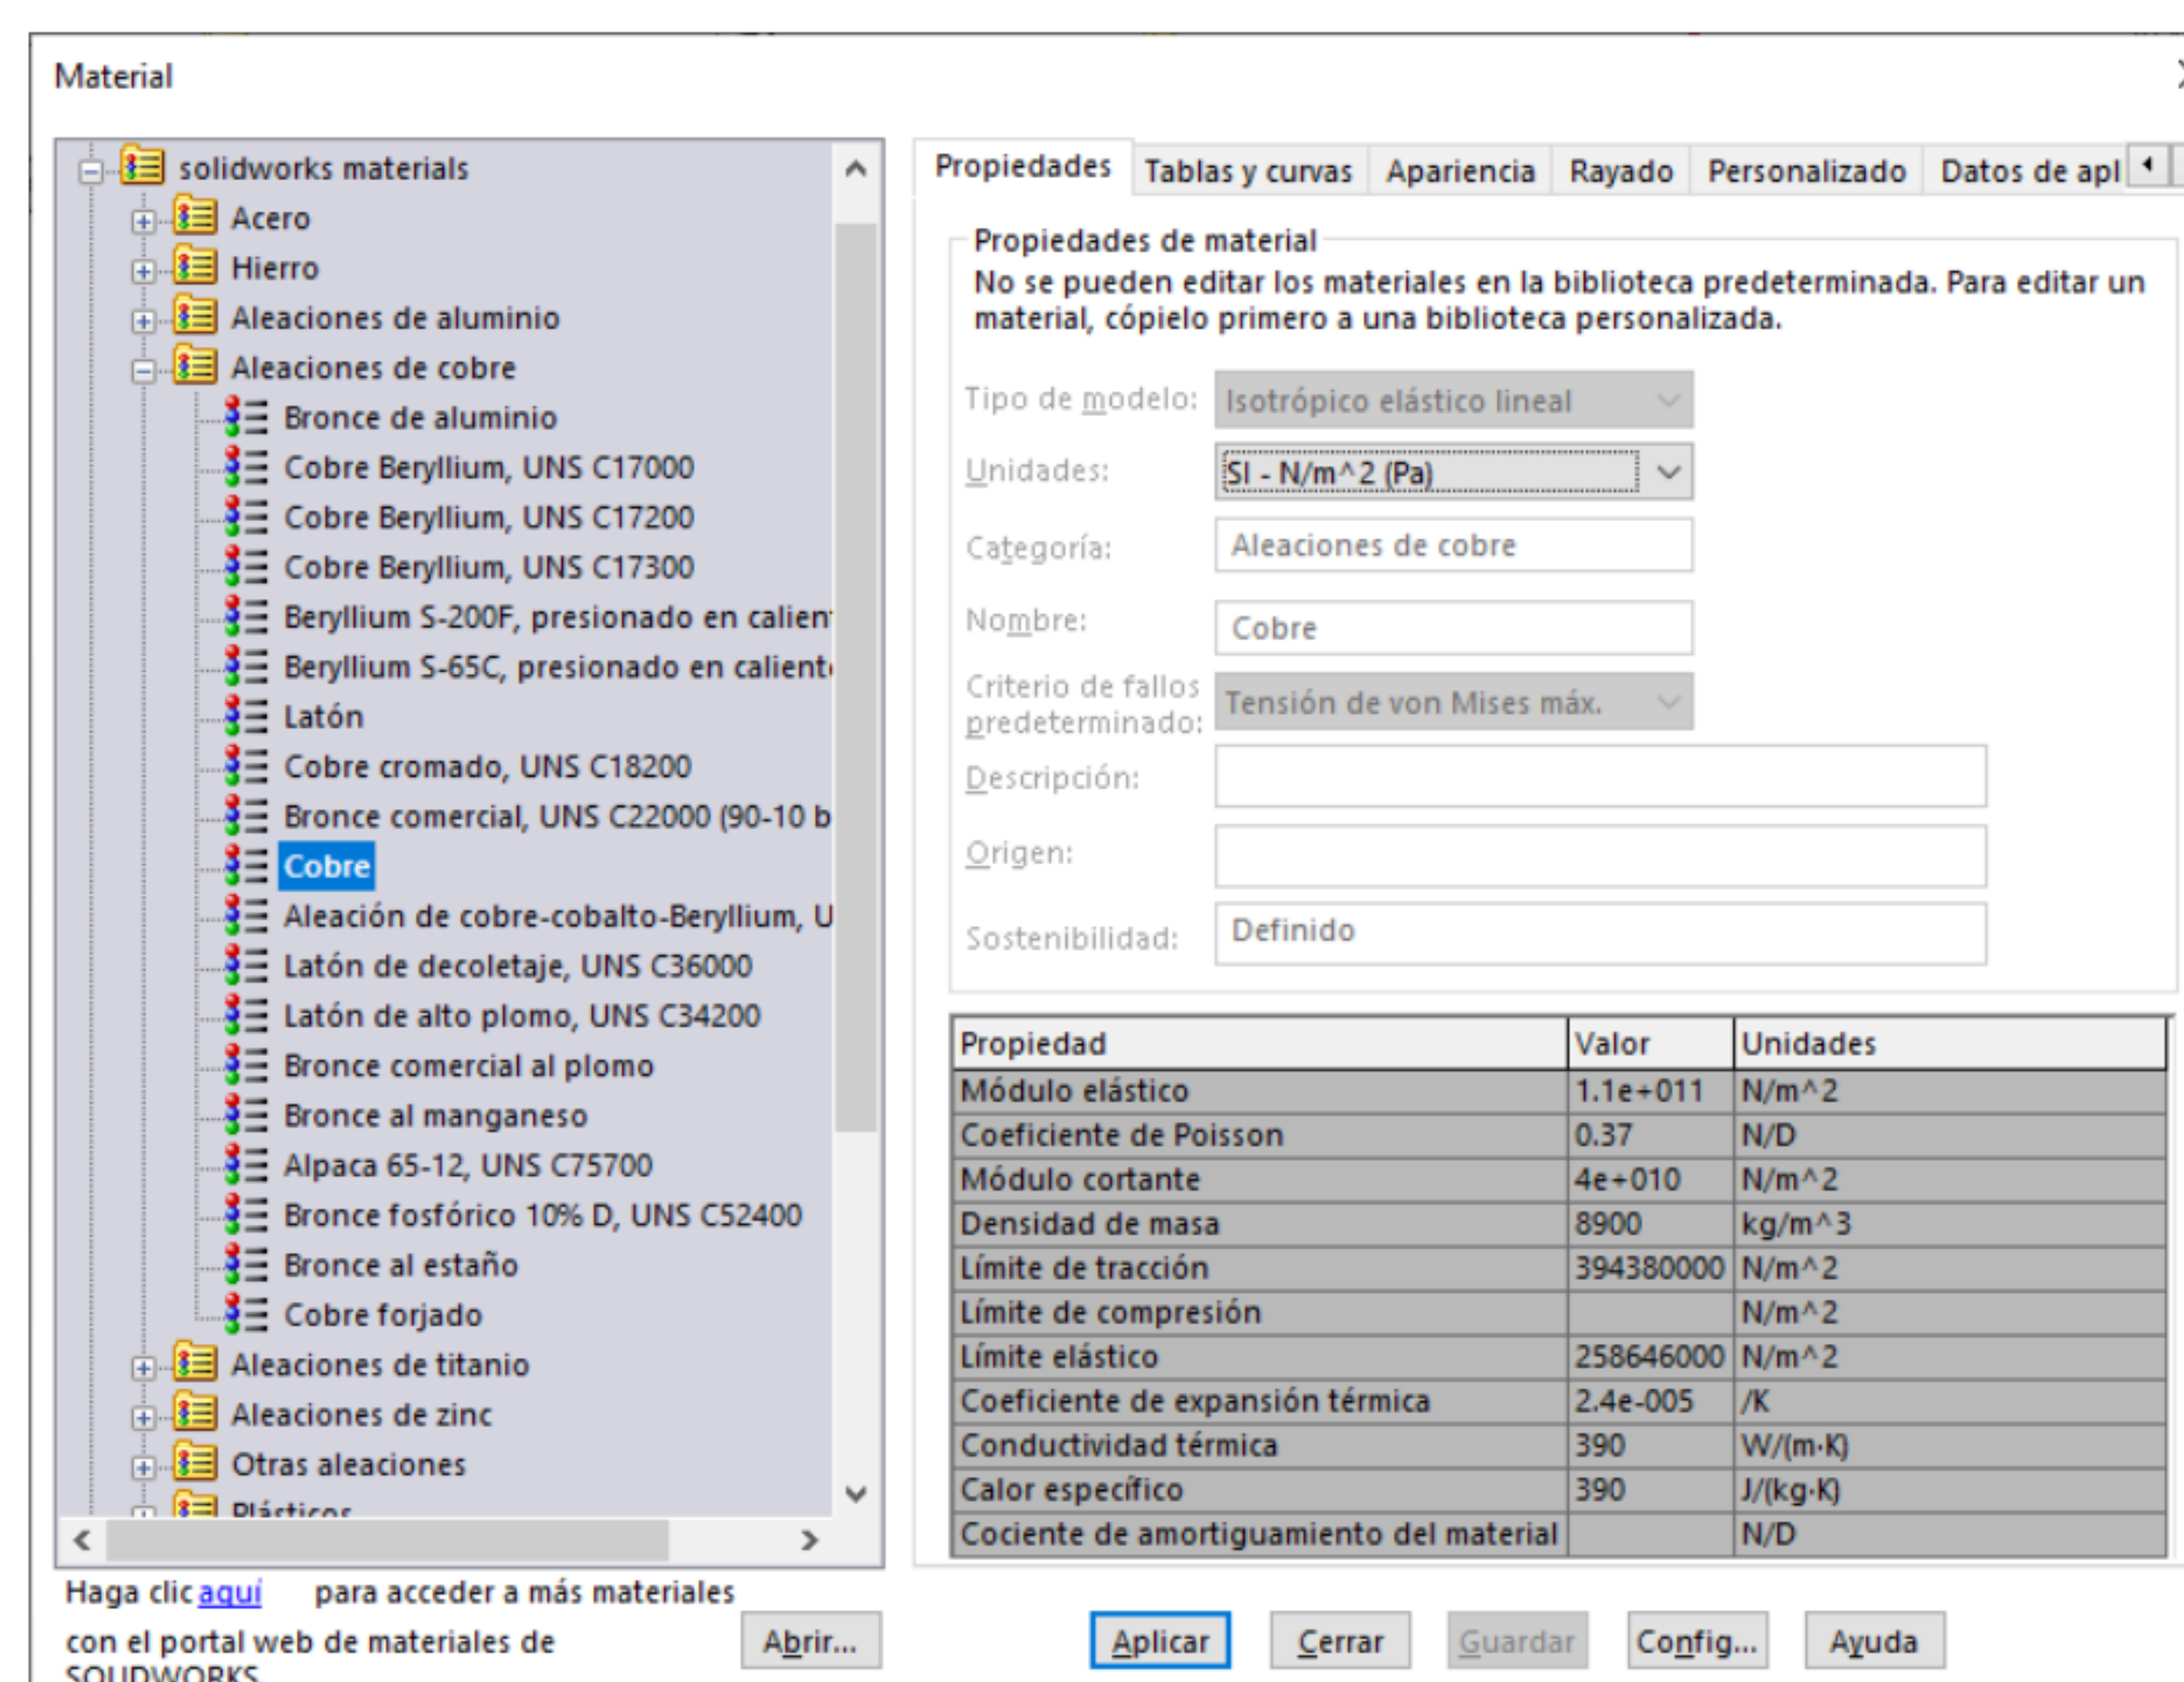 Material
solidworks materials
Acero
Hierro
Aleaciones de aluminio
Aleaciones de cobre
Bronce de aluminio
Cobre Beryllium, UNS C17000
Cobre Beryllium, UNS C17200
Cobre Beryllium, UNS C17300
Beryllium S-200F, presionado en calien
Beryllium S-65C, presionado en caliente
Latón
Cobre cromado, UNS C18200
Bronce comercial, UNS C22000 (90-10 b
Cobre
Aleación de cobre-cobalto-Beryllium, U
Latón de decoletaje, UNS C36000
Latón de alto plomo, UNS C34200
Bronce comercial al plomo
Bronce al manganeso
Alpaca 65-12, UNS C75700
Bronce fosfórico 10% D, UNS C52400
Bronce al estaño
Cobre forjado
Aleaciones de titanio
Aleaciones de zinc
Otras aleaciones
Plásticos
Haga clic aquí para acceder a más materiales
con el portal web de materiales de
SOLIDWORKS.
Abrir...
Propiedades Tablas y curvas Apariencia Rayado Personalizado Datos de apl
Propiedades de material
No se pueden editar los materiales en la biblioteca predeterminada. Para editar un
material, cópielo primero a una biblioteca personalizada.
Tipo de modelo: Isotrópico elástico lineal
Unidades: SI - N/m^2 (Pa)
Categoría: Aleaciones de cobre
Nombre: Cobre
Criterio de fallos
predeterminado: Tensión de von Mises máx.
Descripción:
Origen:
Sostenibilidad: Definido
Propiedad Valor Unidades
Módulo elástico 1.1e+011 N/m^2
Coeficiente de Poisson 0.37 N/D
Módulo cortante 4e+010 N/m^2
Densidad de masa 8900 kg/m^3
Límite de tracción 394380000 N/m^2
Límite de compresión N/m^2
Límite elástico 258646000 N/m^2
Coeficiente de expansión térmica 2.4e-005 /K
Conductividad térmica 390 W/(m·K)
Calor específico 390 J/(kg·K)
Cociente de amortiguamiento del material N/D
Aplicar Cerrar Guardar Config... Ayuda